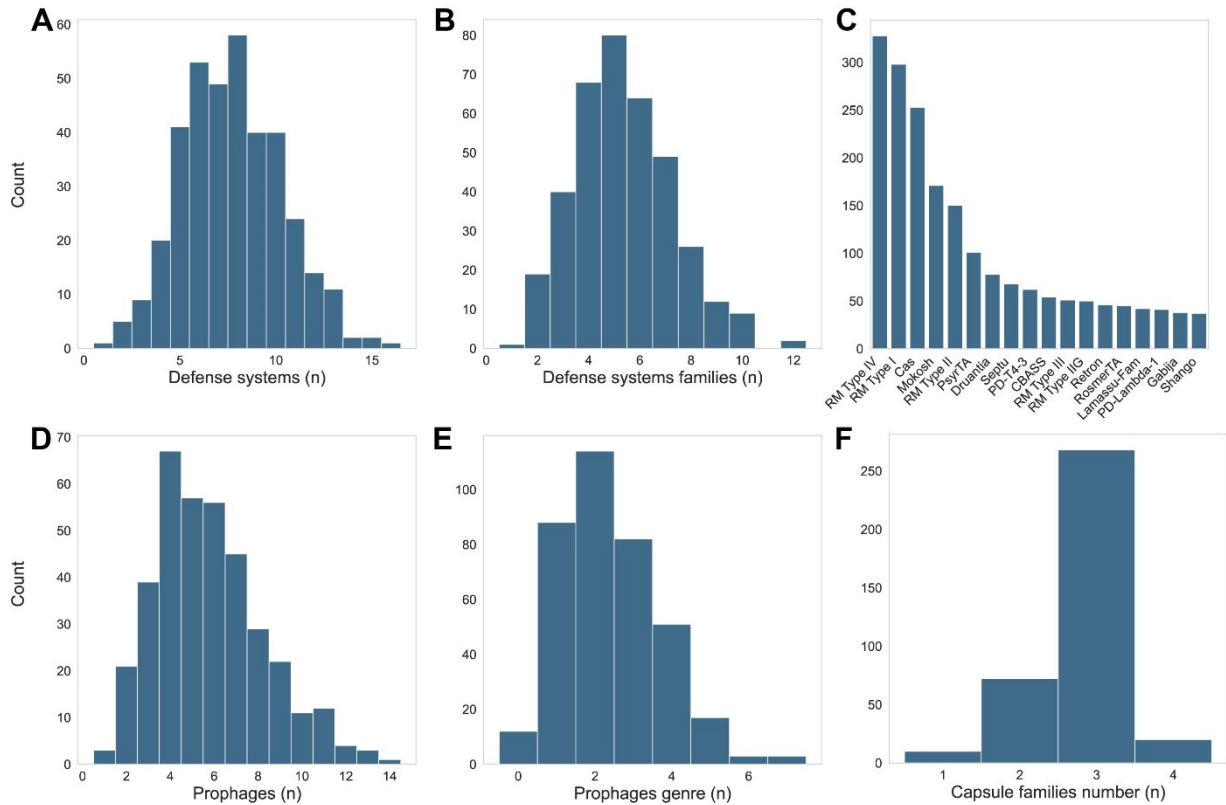 A
B
C
60
50
40
30
20
10
0
Count
0 5 10 15
Defense systems (n)
80
70
60
50
40
30
20
10
0
0 2 4 6 8 10 12
Defense systems families (n)
300
250
200
150
100
50
0
RM Type IV
RM Type I
Cas
Mokosh
RM Type II
PsyrTA
Druantia
Septu
PD-T4-3
CBASS
RM Type III
RM Type IIG
Retron
RosmerTA
Lamassu-Fam
PD-Lambda-1
Gabija
Shango
D
E
F
70
60
50
40
30
20
10
0
Count
0 2 4 6 8 10 12 14
Prophages (n)
100
80
60
40
20
0
0 2 4 6
Prophages genre (n)
250
200
150
100
50
0
1 2 3 4
Capsule families number (n)